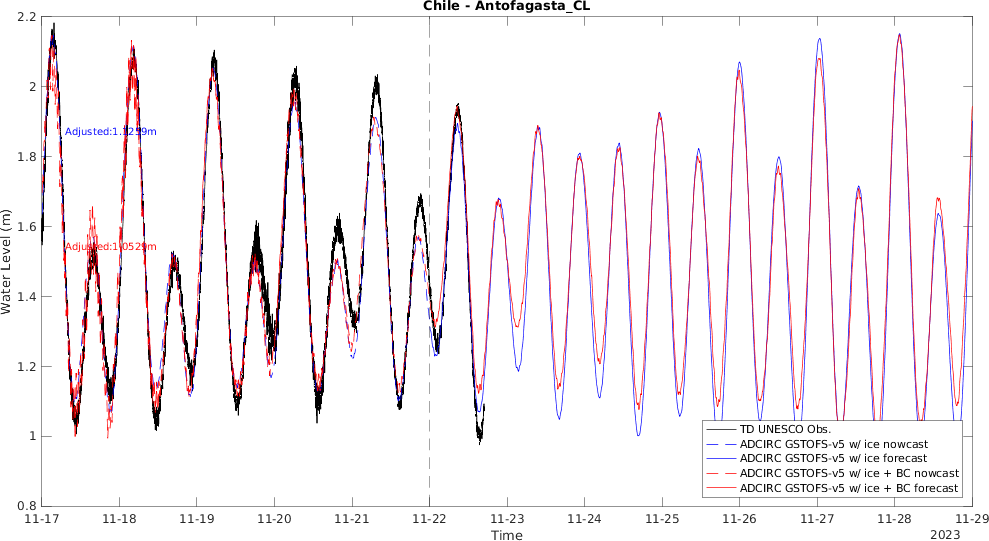 Chile - Antofagasta_CL
2.2
2
1.8
1.6
1.4
1.2
1
0.8
Water Level (m)
Adjusted:1.1259m
Adjusted:1.0529m
TD UNESCO Obs.
ADCIRC GSTOFS-v5 w/ ice nowcast
ADCIRC GSTOFS-v5 w/ ice forecast
ADCIRC GSTOFS-v5 w/ ice + BC nowcast
ADCIRC GSTOFS-v5 w/ ice + BC forecast
11-17 11-18 11-19 11-20 11-21 11-22 11-23 11-24 11-25 11-26 11-27 11-28 11-29
Time
2023